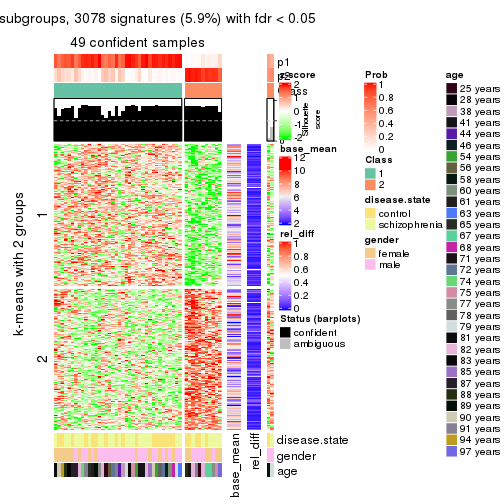 subgroups, 3078 signatures (5.9%) with fdr < 0.05
49 confident samples
p1
p2
Class
Silhouette
score
k-means with 2 groups
1
2
disease.state
gender
age
base_mean
rel_diff
z-score
2
1
0
-1
-2
base_mean
12
10
8
6
4
2
rel_diff
1
0.8
0.6
0.4
0.2
0
Status (barplots)
confident
ambiguous
Prob
1
0.8
0.6
0.4
0.2
0
Class
1
2
disease.state
control
schizophrenia
gender
female
male
age
25 years
28 years
38 years
41 years
44 years
46 years
54 years
56 years
58 years
60 years
61 years
63 years
65 years
67 years
68 years
71 years
72 years
74 years
75 years
77 years
78 years
79 years
81 years
82 years
83 years
85 years
87 years
88 years
89 years
90 years
91 years
94 years
97 years